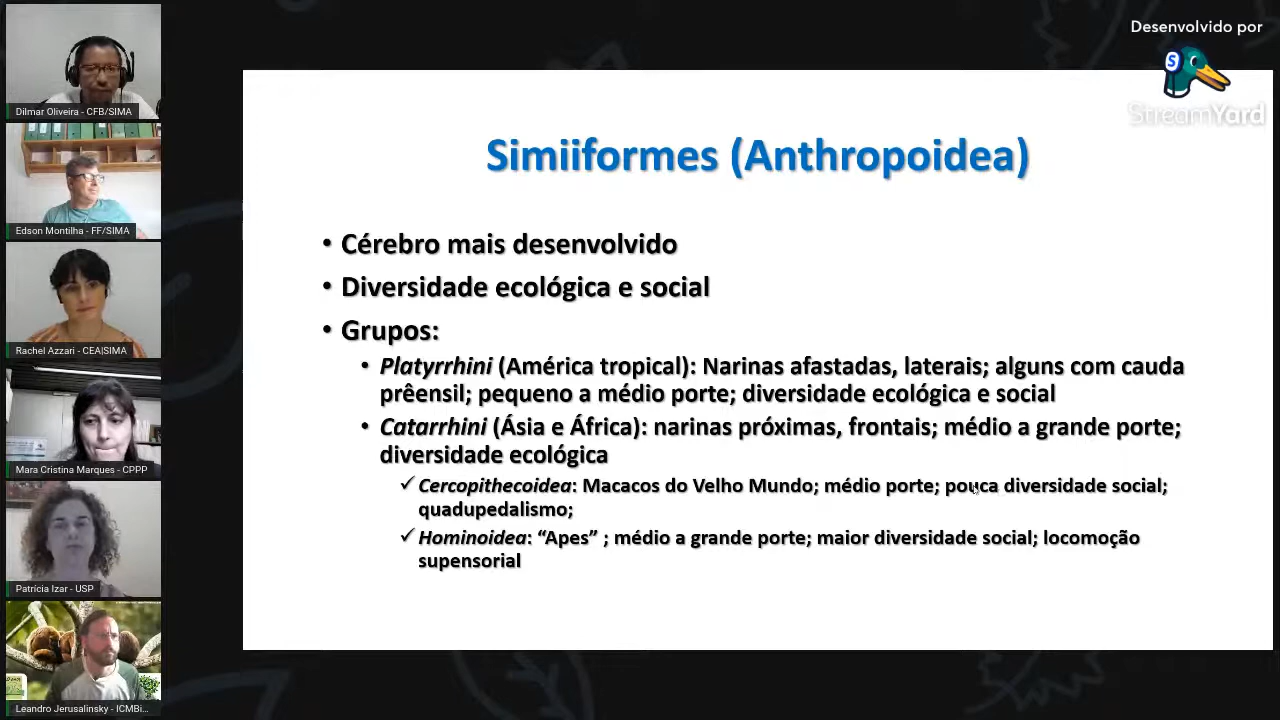 Desenvolvido por
StreamYard
Simiiformes (Anthropoidea)
• Cérebro mais desenvolvido
• Diversidade ecológica e social
• Grupos:
• Platyrrhini (América tropical): Narinas afastadas, laterais; alguns com cauda
prêensil; pequeno a médio porte; diversidade ecológica e social
• Catarrhini (Ásia e África): narinas próximas, frontais; médio a grande porte;
diversidade ecológica
✓ Cercopithecoidea: Macacos do Velho Mundo; médio porte; pouca diversidade social;
quadupedalismo;
✓ Hominoidea: “Apes” ; médio a grande porte; maior diversidade social; locomoção
supensorial
Dilmar Oliveira - CFB/SIMA
Edson Montilha - FF/SIMA
Rachel Azzari - CEA|SIMA
Mara Cristina Marques - CPPP
Patrícia Izar - USP
Leandro Jerusalinsky - ICMBi...